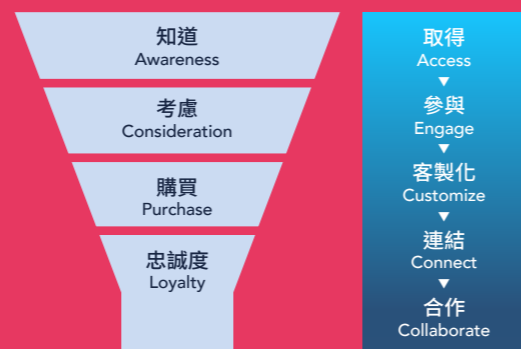 知道
Awareness
考慮
Consideration
購買
Purchase
忠誠度
Loyalty
取得
Access
參與
Engage
客製化
Customize
連結
Connect
合作
Collaborate